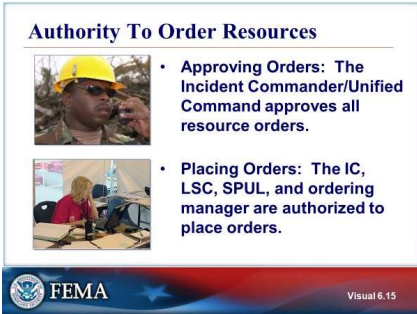 Authority To Order Resources
• Approving Orders: The
Incident Commander/Unified
Command approves all
resource orders.
• Placing Orders: The IC,
LSC, SPUL, and ordering
manager are authorized to
place orders.
FEMA
Visual 6.15